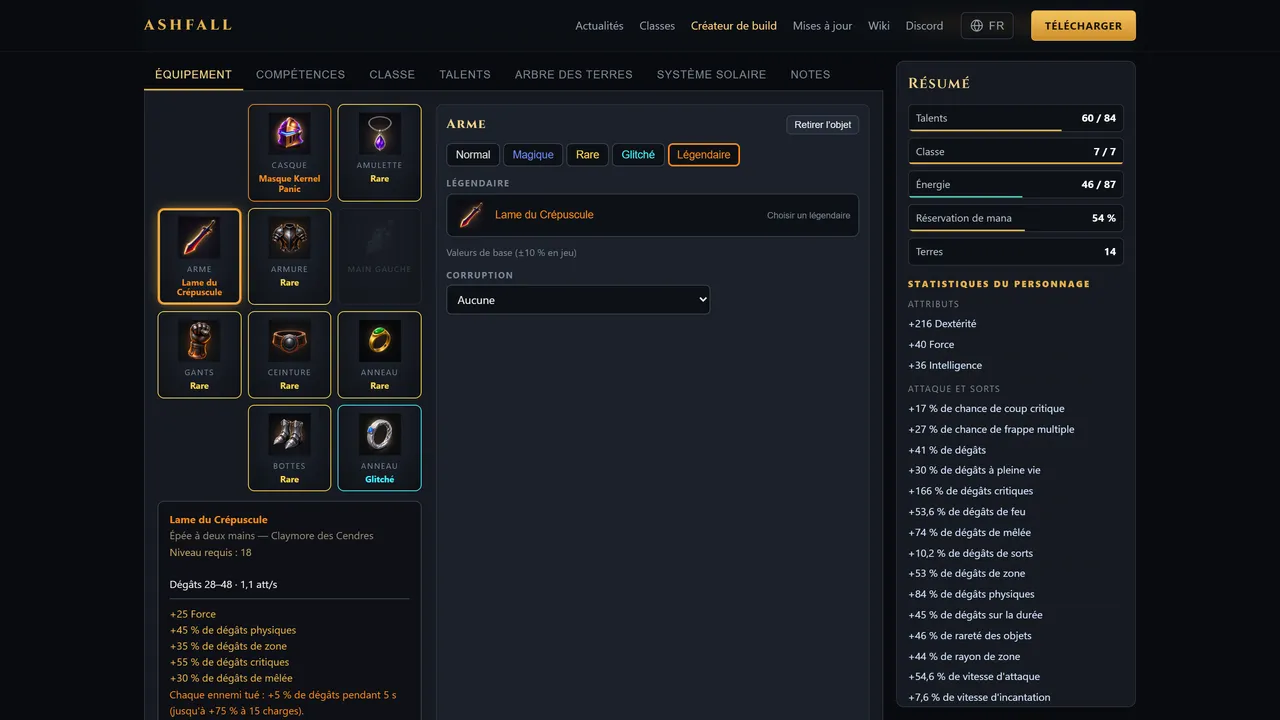 ASHFALL
Actualités
Classes
Créateur de build
Mises à jour
Wiki
Discord
FR
TÉLÉCHARGER
ÉQUIPEMENT
COMPÉTENCES
CLASSE
TALENTS
ARBRE DES TERRES
SYSTÈME SOLAIRE
NOTES
CASQUE
Masque Kernel
Panic
AMULETTE
Rare
ARME
Lame du
Crépuscule
ARMURE
Rare
MAIN GAUCHE
GANTS
Rare
CEINTURE
Rare
ANNEAU
Rare
BOTTES
Rare
ANNEAU
Glitché
Lame du Crépuscule
Épée à deux mains — Claymore des Cendres
Niveau requis : 18
Dégâts 28–48 · 1,1 att/s
+25 Force
+45 % de dégâts physiques
+35 % de dégâts de zone
+55 % de dégâts critiques
+30 % de dégâts de mêlée
Chaque ennemi tué : +5 % de dégâts pendant 5 s
(jusqu'à +75 % à 15 charges).
ARME
Retirer l'objet
Normal
Magique
Rare
Glitché
Légendaire
LÉGENDAIRE
Lame du Crépuscule
Choisir un légendaire
Valeurs de base (±10 % en jeu)
CORRUPTION
Aucune
RÉSUMÉ
Talents 60 / 84
Classe 7 / 7
Énergie 46 / 87
Réservation de mana 54 %
Terres 14
STATISTIQUES DU PERSONNAGE
ATTRIBUTS
+216 Dextérité
+40 Force
+36 Intelligence
ATTAQUE ET SORTS
+17 % de chance de coup critique
+27 % de chance de frappe multiple
+41 % de dégâts
+30 % de dégâts à pleine vie
+166 % de dégâts critiques
+53,6 % de dégâts de feu
+74 % de dégâts de mêlée
+10,2 % de dégâts de sorts
+53 % de dégâts de zone
+84 % de dégâts physiques
+45 % de dégâts sur la durée
+46 % de rareté des objets
+44 % de rayon de zone
+54,6 % de vitesse d'attaque
+7,6 % de vitesse d'incantation